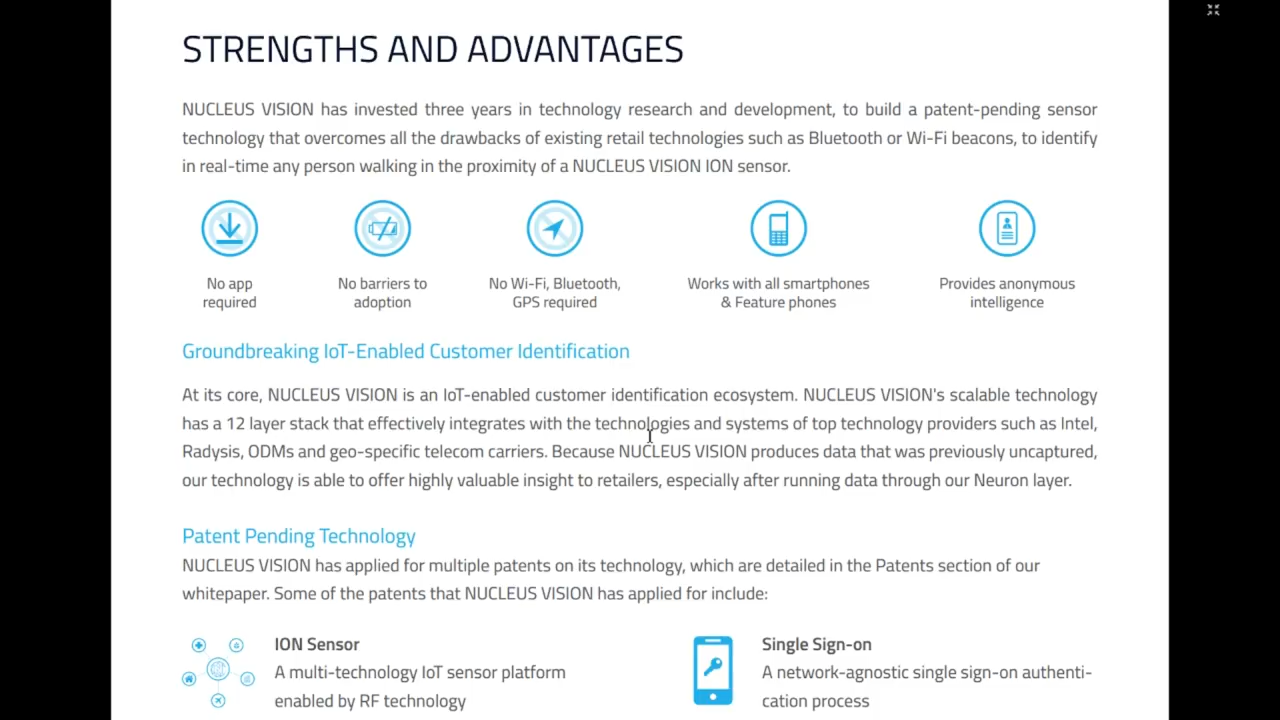 STRENGTHS AND ADVANTAGES
NUCLEUS VISION has invested three years in technology research and development, to build a patent-pending sensor
technology that overcomes all the drawbacks of existing retail technologies such as Bluetooth or Wi-Fi beacons, to identify
in real-time any person walking in the proximity of a NUCLEUS VISION ION sensor.
No app
required
No barriers to
adoption
No Wi-Fi, Bluetooth,
GPS required
Works with all smartphones
& Feature phones
Provides anonymous
intelligence
Groundbreaking IoT-Enabled Customer Identification
At its core, NUCLEUS VISION is an IoT-enabled customer identification ecosystem. NUCLEUS VISION's scalable technology
has a 12 layer stack that effectively integrates with the technologies and systems of top technology providers such as Intel,
Radysis, ODMs and geo-specific telecom carriers. Because NUCLEUS VISION produces data that was previously uncaptured,
our technology is able to offer highly valuable insight to retailers, especially after running data through our Neuron layer.
Patent Pending Technology
NUCLEUS VISION has applied for multiple patents on its technology, which are detailed in the Patents section of our
whitepaper. Some of the patents that NUCLEUS VISION has applied for include:
ION Sensor
A multi-technology IoT sensor platform
enabled by RF technology
Single Sign-on
A network-agnostic single sign-on authenti-
cation process